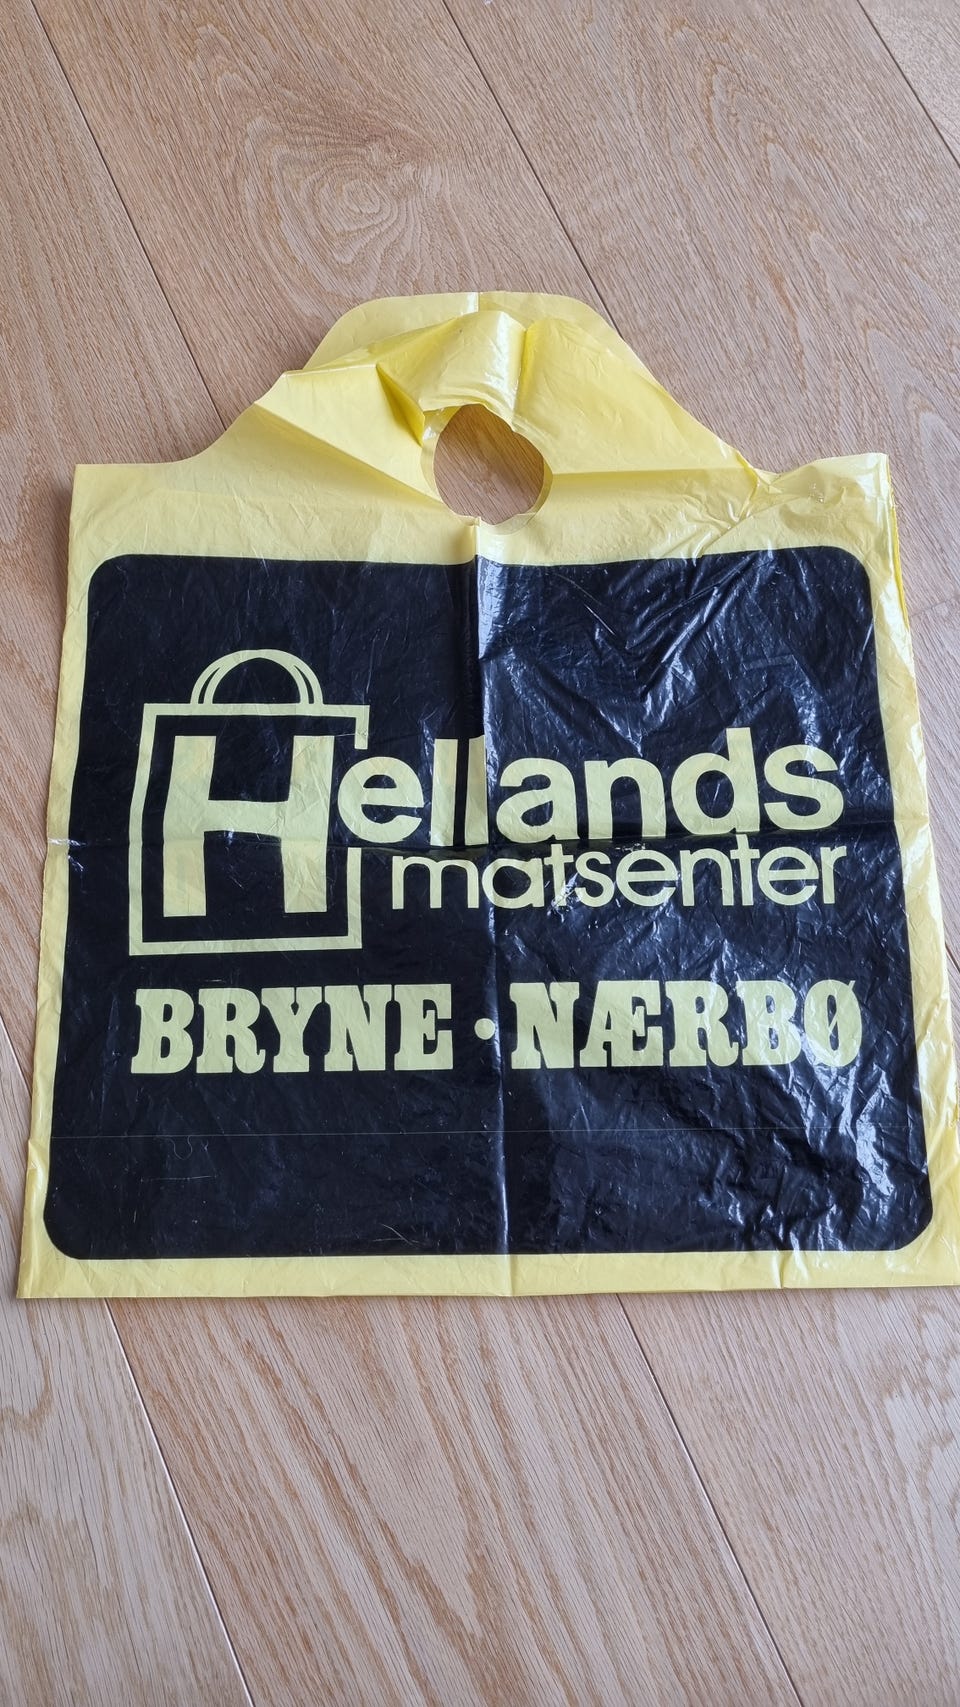 Hellands
matsenter
BRYNE · NÆRBØ